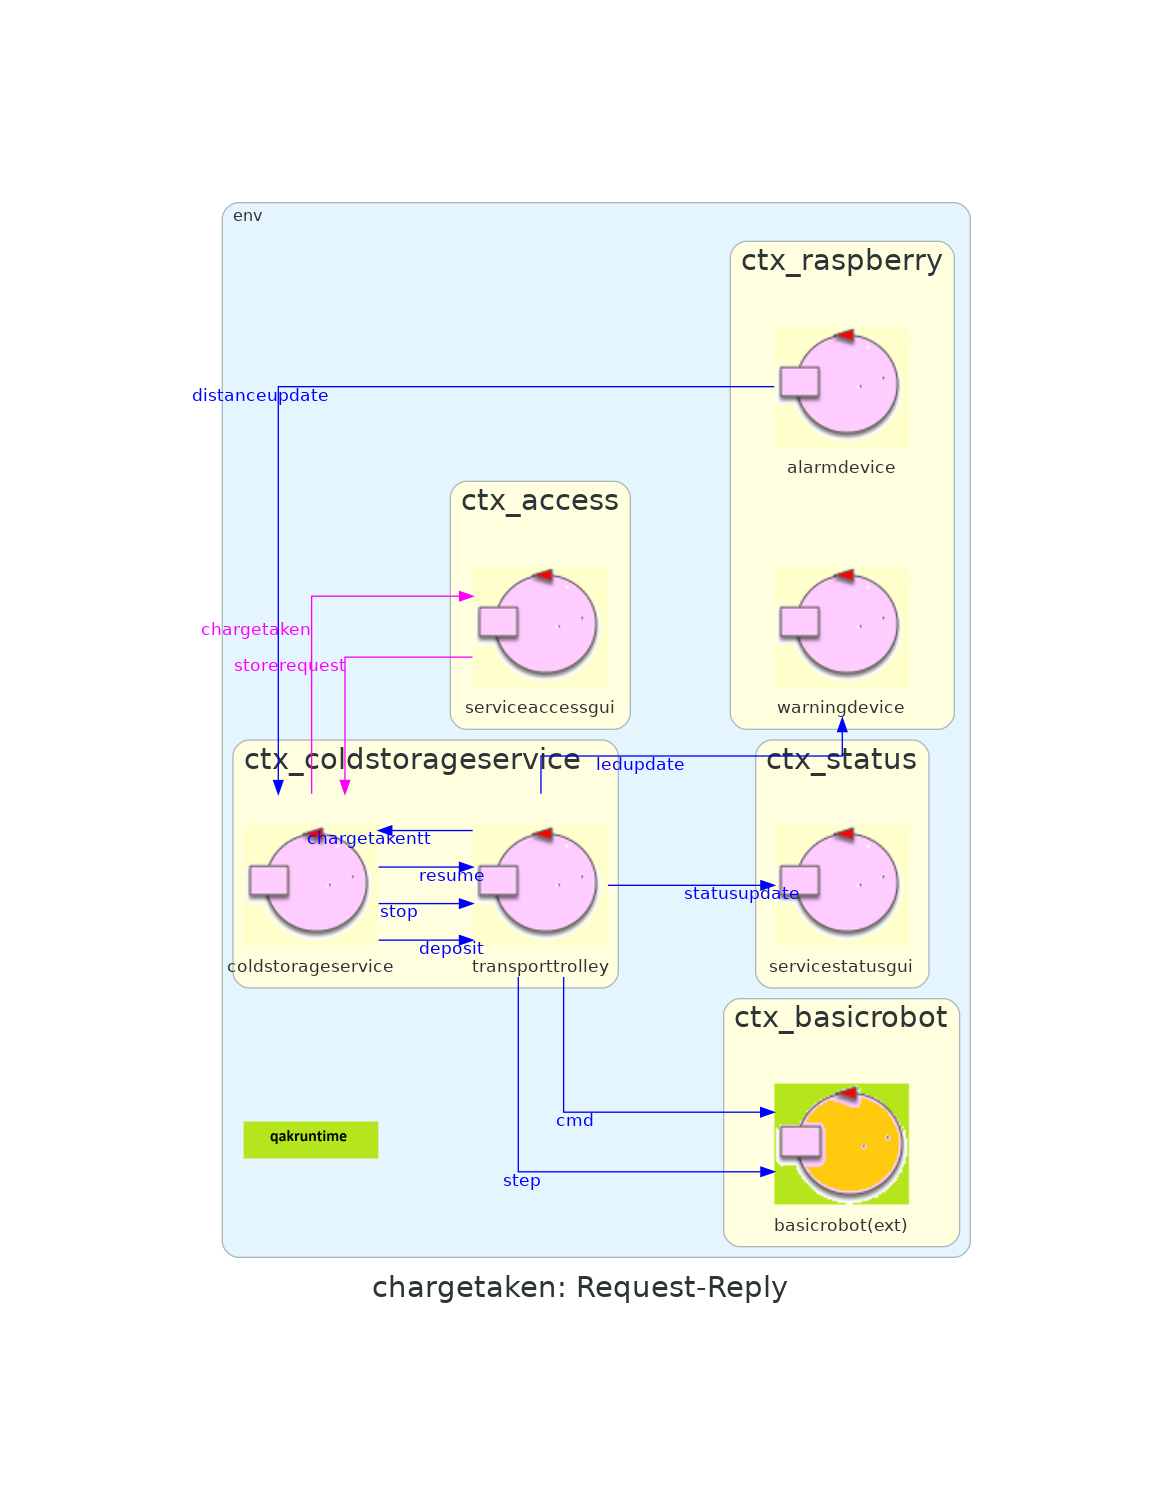 env
ctx_raspberry
distanceupdate
alarmdevice
ctx_access
chargetaken
storerequest
serviceaccessgui
warningdevice
ctx_coldstorageservice
ledupdate
ctx_status
chargetakentt
resume
statusupdate
stop
deposit
coldstorageservice
transporttrolley
servicestatusgui
ctx_basicrobot
cmd
qakruntime
step
basicrobot(ext)
chargetaken: Request-Reply